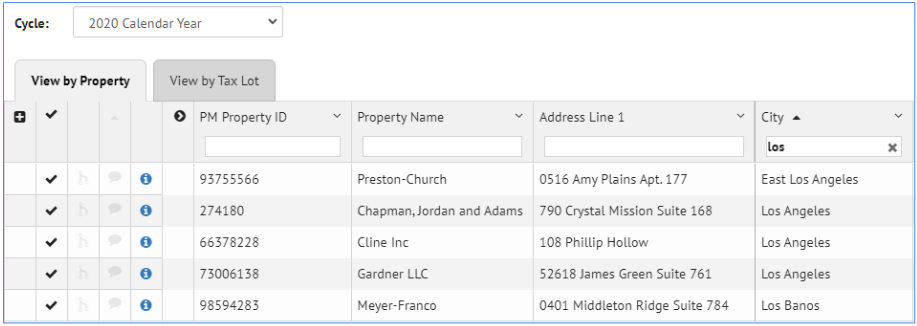 Cycle: 2020 Calendar Year
View by Property View by Tax Lot
PM Property ID Property Name Address Line 1 City
los
93755566 Preston-Church 0516 Amy Plains Apt. 177 East Los Angeles
274180 Chapman, Jordan and Adams 790 Crystal Mission Suite 168 Los Angeles
66378228 Cline Inc 108 Phillip Hollow Los Angeles
73006138 Gardner LLC 52618 James Green Suite 761 Los Angeles
98594283 Meyer-Franco 0401 Middleton Ridge Suite 784 Los Banos